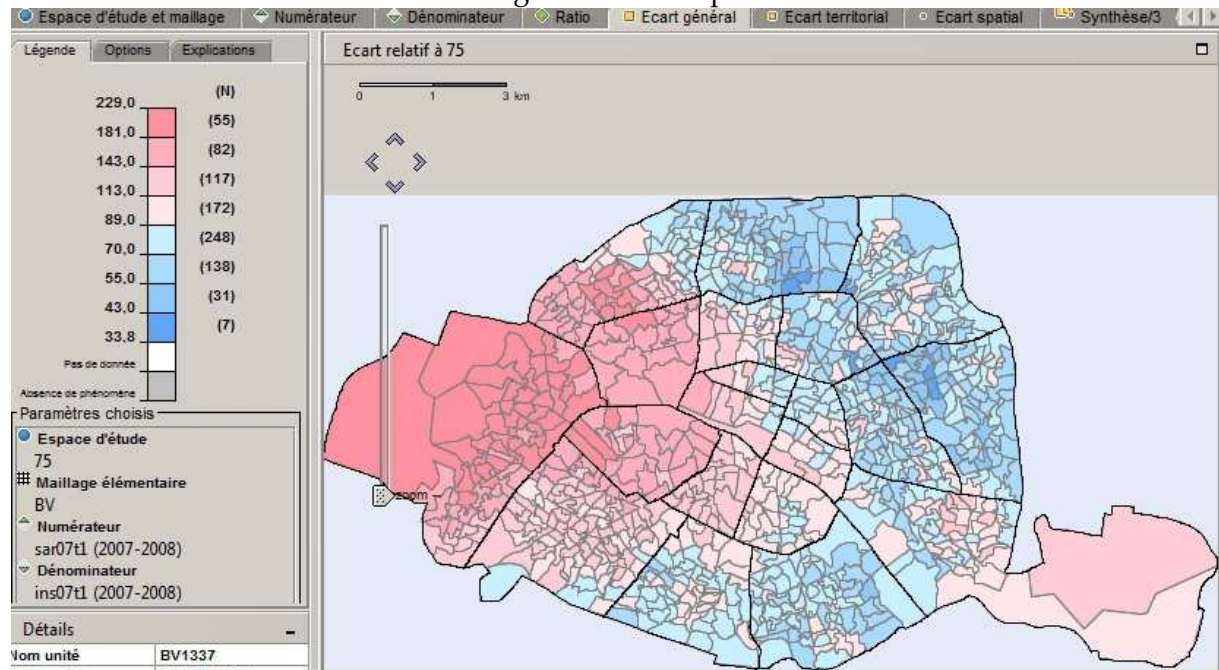 Espace d'étude et maillage Numérateur Dénominateur Ratio Ecart général Ecart territorial Ecart spatial Synthèse/3
Légende Options Explications
Ecart relatif à 75
0 1 3 km
(N)
229,0
(55)
181,0
(82)
143,0
(117)
113,0
(172)
89,0
(248)
70,0
(138)
55,0
(31)
43,0
(7)
33,8
Pas de donnée
Absence de phénomène
Paramètres choisis
Espace d'étude
75
Maillage élémentaire
BV
Numérateur
sar07t1 (2007-2008)
Dénominateur
ins07t1 (2007-2008)
zoom
Détails
Nom unité BV1337